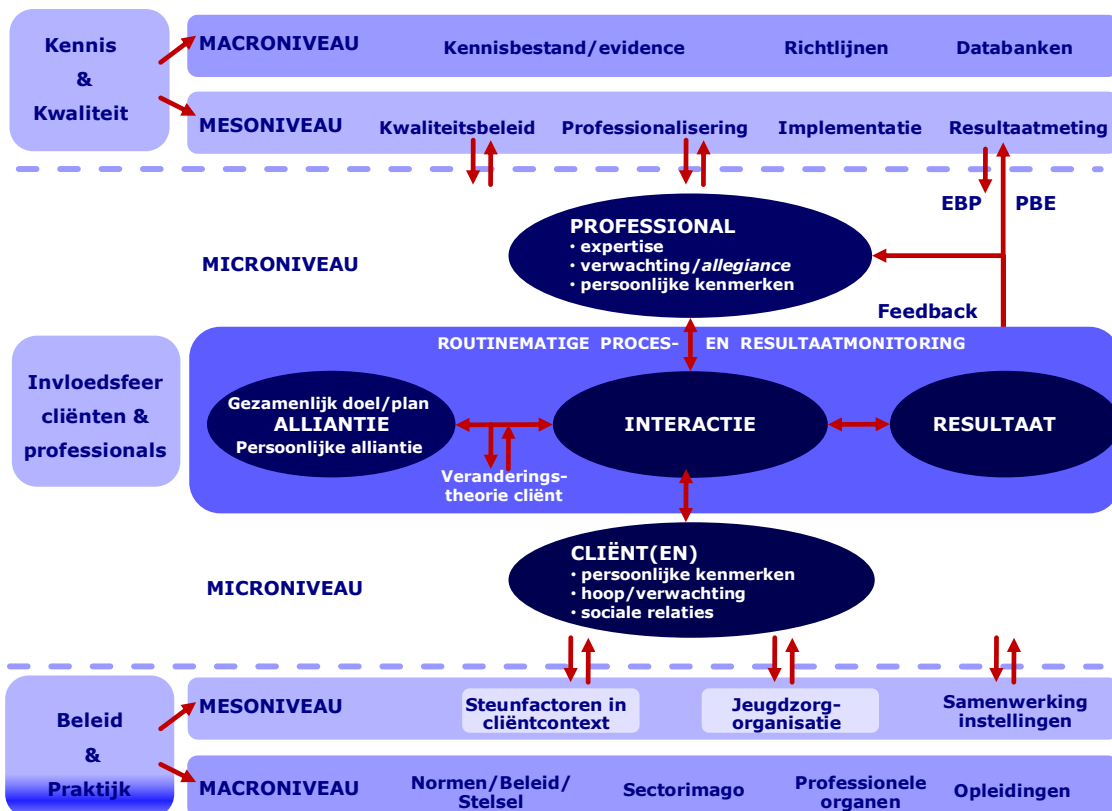 Kennis
&
Kwaliteit
MACRONIVEAU
Kennisbestand/evidence
Richtlijnen
Databanken
MESONIVEAU
Kwaliteitsbeleid
Professionalisering
Implementatie
Resultaatmeting
EBP
PBE
MICRONIVEAU
PROFESSIONAL
• expertise
• verwachting/allegiance
• persoonlijke kenmerken
Feedback
Invloedsfeer
cliënten &
professionals
ROUTINEMATIGE PROCES- EN RESULTAATMONITORING
Gezamenlijk doel/plan
ALLIANTIE
Persoonlijke alliantie
INTERACTIE
RESULTAAT
Veranderings-
theorie cliënt
MICRONIVEAU
CLIËNT(EN)
• persoonlijke kenmerken
• hoop/verwachting
• sociale relaties
Beleid
&
Praktijk
MESONIVEAU
Steunfactoren in
cliëntcontext
Jeugdzorg-
organisatie
Samenwerking
instellingen
MACRONIVEAU
Normen/Beleid/
Stelsel
Sectorimago
Professionele
organen
Opleidingen